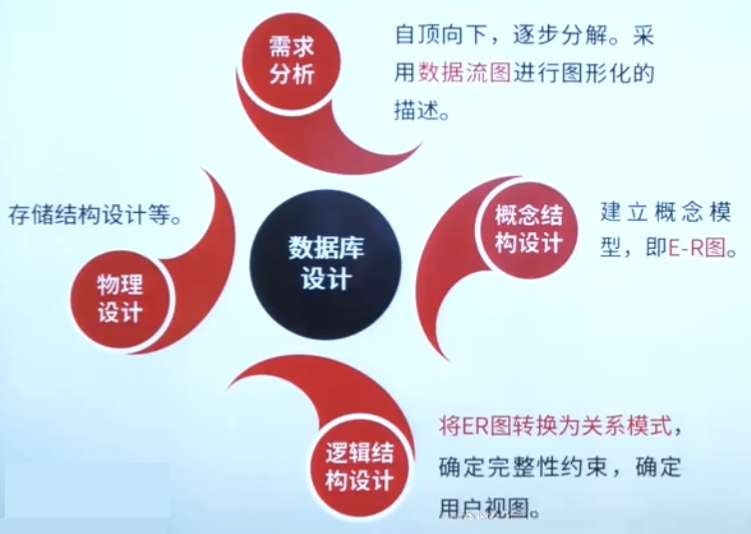 需求
分析
自顶向下，逐步分解。采
用数据流图进行图形化的
描述。
概念结
构设计
建立概念模
型，即E-R图。
存储结构设计等。
数据库
设计
物理
设计
逻辑结
构设计
将ER图转换为关系模式，
确定完整性约束，确定
用户视图。